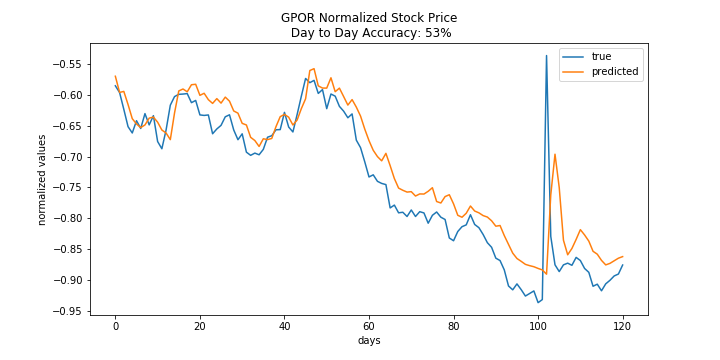 GPOR Normalized Stock Price
Day to Day Accuracy: 53%
true
predicted
normalized values
−0.55
−0.60
−0.65
−0.70
−0.75
−0.80
−0.85
−0.90
−0.95
0
20
40
60
80
100
120
days